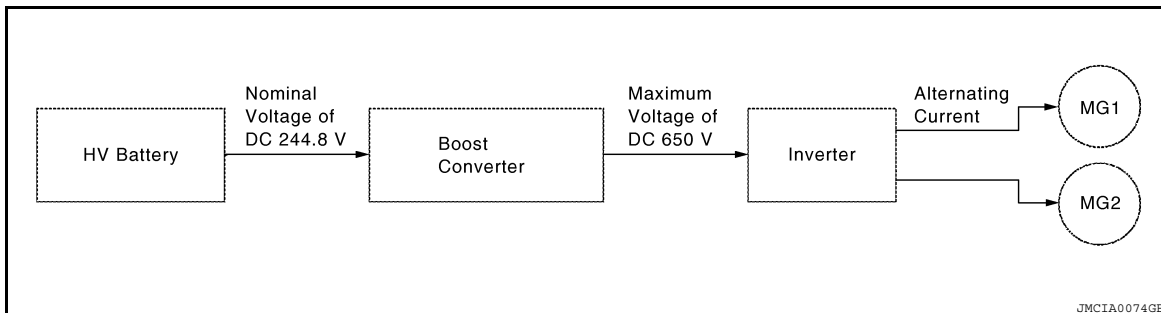 HV Battery
Nominal
Voltage of
DC 244.8 V
Boost
Converter
Maximum
Voltage of
DC 650 V
Inverter
Alternating
Current
MG1
MG2